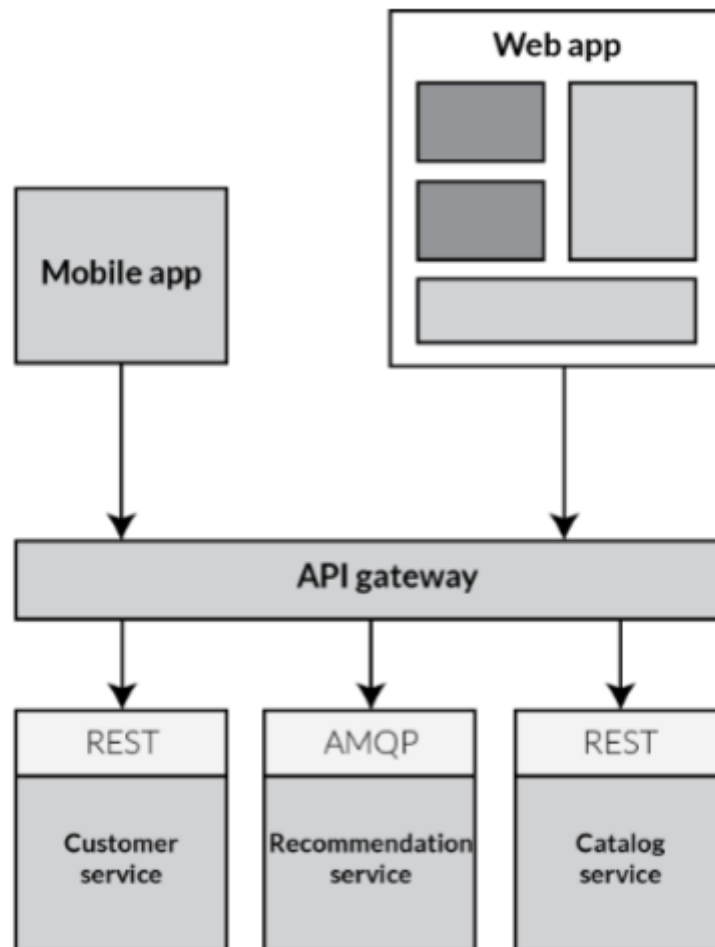 Web app
Mobile app
API gateway
REST
AMQP
REST
Customer
service
Recommendation
service
Catalog
service